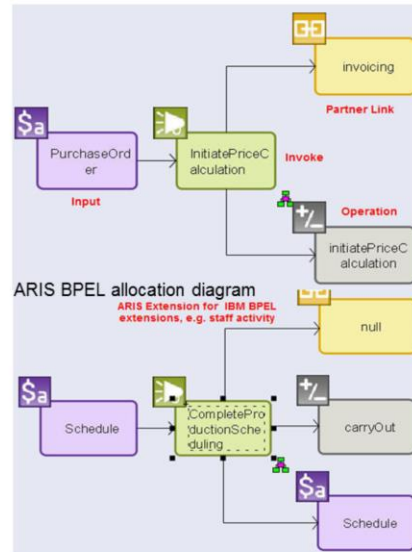 invoicing
Partner Link
$a
PurchaseOrd
er
Input
InitiatePriceC
alculation
Invoke
Operation
+/_
initiatePriceC
alculation
ARIS BPEL allocation diagram
ARIS Extension for IBM BPEL
extensions, e.g. staff activity
null
$a
Schedule
CompletePro
ductionSche
duling
+/_
carryOut
$a
Schedule